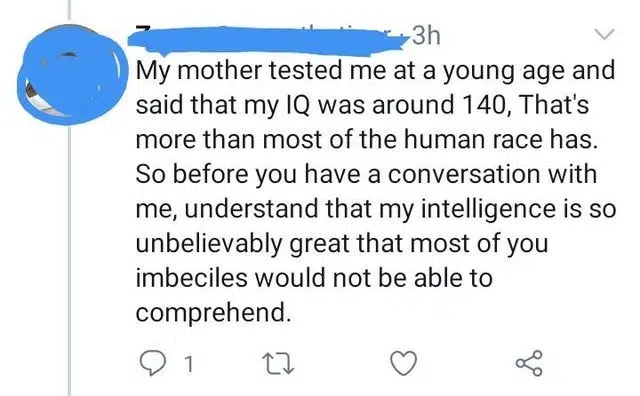 3h
My mother tested me at a young age and
said that my IQ was around 140, That's
more than most of the human race has.
So before you have a conversation with
me, understand that my intelligence is so
unbelievably great that most of you
imbeciles would not be able to
comprehend.
1